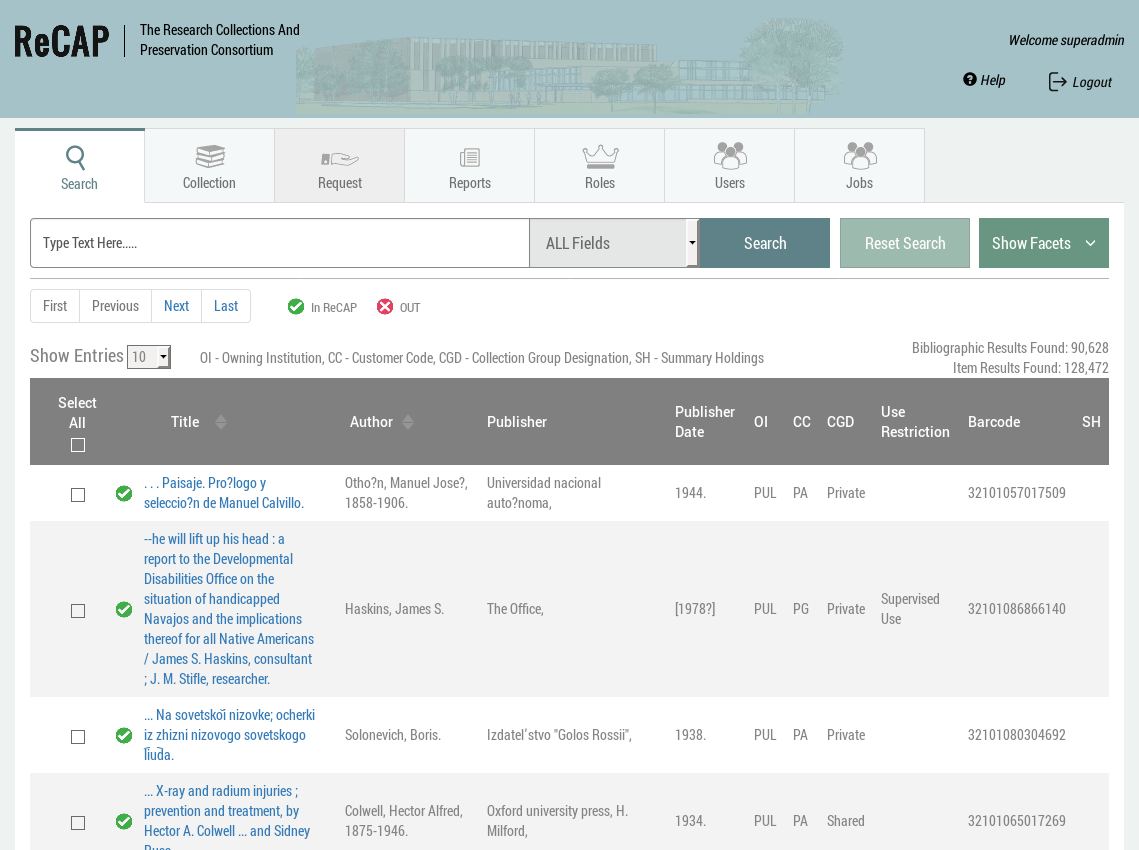 ReCAP
The Research Collections And
Preservation Consortium
Welcome superadmin
Help
Logout
Search
Collection
Request
Reports
Roles
Users
Jobs
Type Text Here.....
ALL Fields
Search
Reset Search
Show Facets
First
Previous
Next
Last
In ReCAP
OUT
Show Entries 10
OI - Owning Institution, CC - Customer Code, CGD - Collection Group Designation, SH - Summary Holdings
Bibliographic Results Found: 90,628
Item Results Found: 128,472
Select
All
Title
Author
Publisher
Publisher
Date
OI
CC
CGD
Use
Restriction
Barcode
SH
. . . Paisaje. Pro?logo y
seleccio?n de Manuel Calvillo.
Otho?n, Manuel Jose?,
1858-1906.
Universidad nacional
auto?noma,
1944.
PUL
PA
Private
32101057017509
--he will lift up his head : a
report to the Developmental
Disabilities Office on the
situation of handicapped
Navajos and the implications
thereof for all Native Americans
/ James S. Haskins, consultant
; J. M. Stifle, researcher.
Haskins, James S.
The Office,
[1978?]
PUL
PG
Private
Supervised
Use
32101086866140
... Na sovetskoĭ nizovke; ocherki
iz zhizni nizovogo sovetskogo
li͡uda.
Solonevich, Boris.
Izdatelʹstvo "Golos Rossii",
1938.
PUL
PA
Private
32101080304692
... X-ray and radium injuries ;
prevention and treatment, by
Hector A. Colwell ... and Sidney
Colwell, Hector Alfred,
1875-1946.
Oxford university press, H.
Milford,
1934.
PUL
PA
Shared
32101065017269